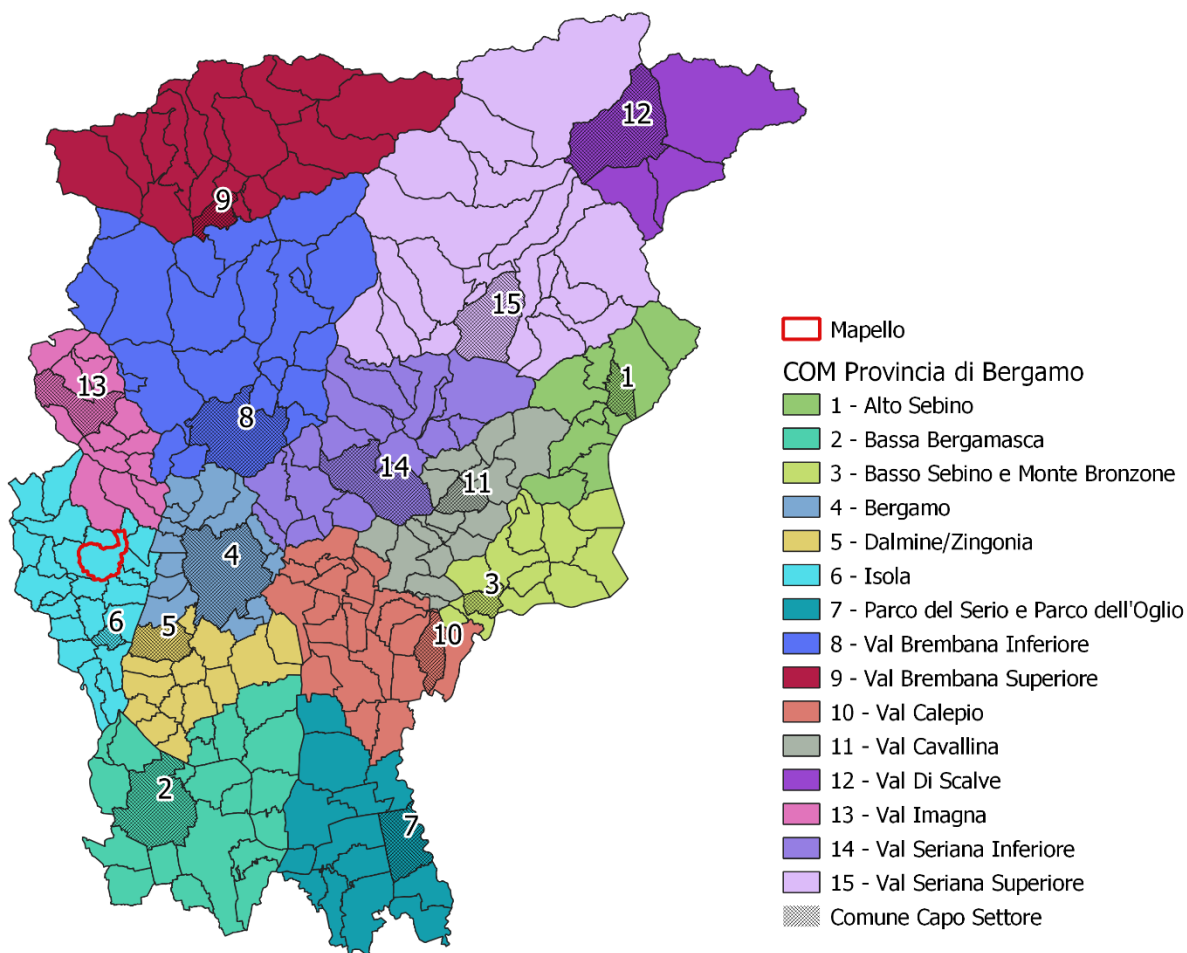 12
9
15
1
13
8
14
11
4
3
6
5
10
2
7
Mapello
COM Provincia di Bergamo
1 - Alto Sebino
2 - Bassa Bergamasca
3 - Basso Sebino e Monte Bronzone
4 - Bergamo
5 - Dalmine/Zingonia
6 - Isola
7 - Parco del Serio e Parco dell'Oglio
8 - Val Brembana Inferiore
9 - Val Brembana Superiore
10 - Val Calepio
11 - Val Cavallina
12 - Val Di Scalve
13 - Val Imagna
14 - Val Seriana Inferiore
15 - Val Seriana Superiore
Comune Capo Settore